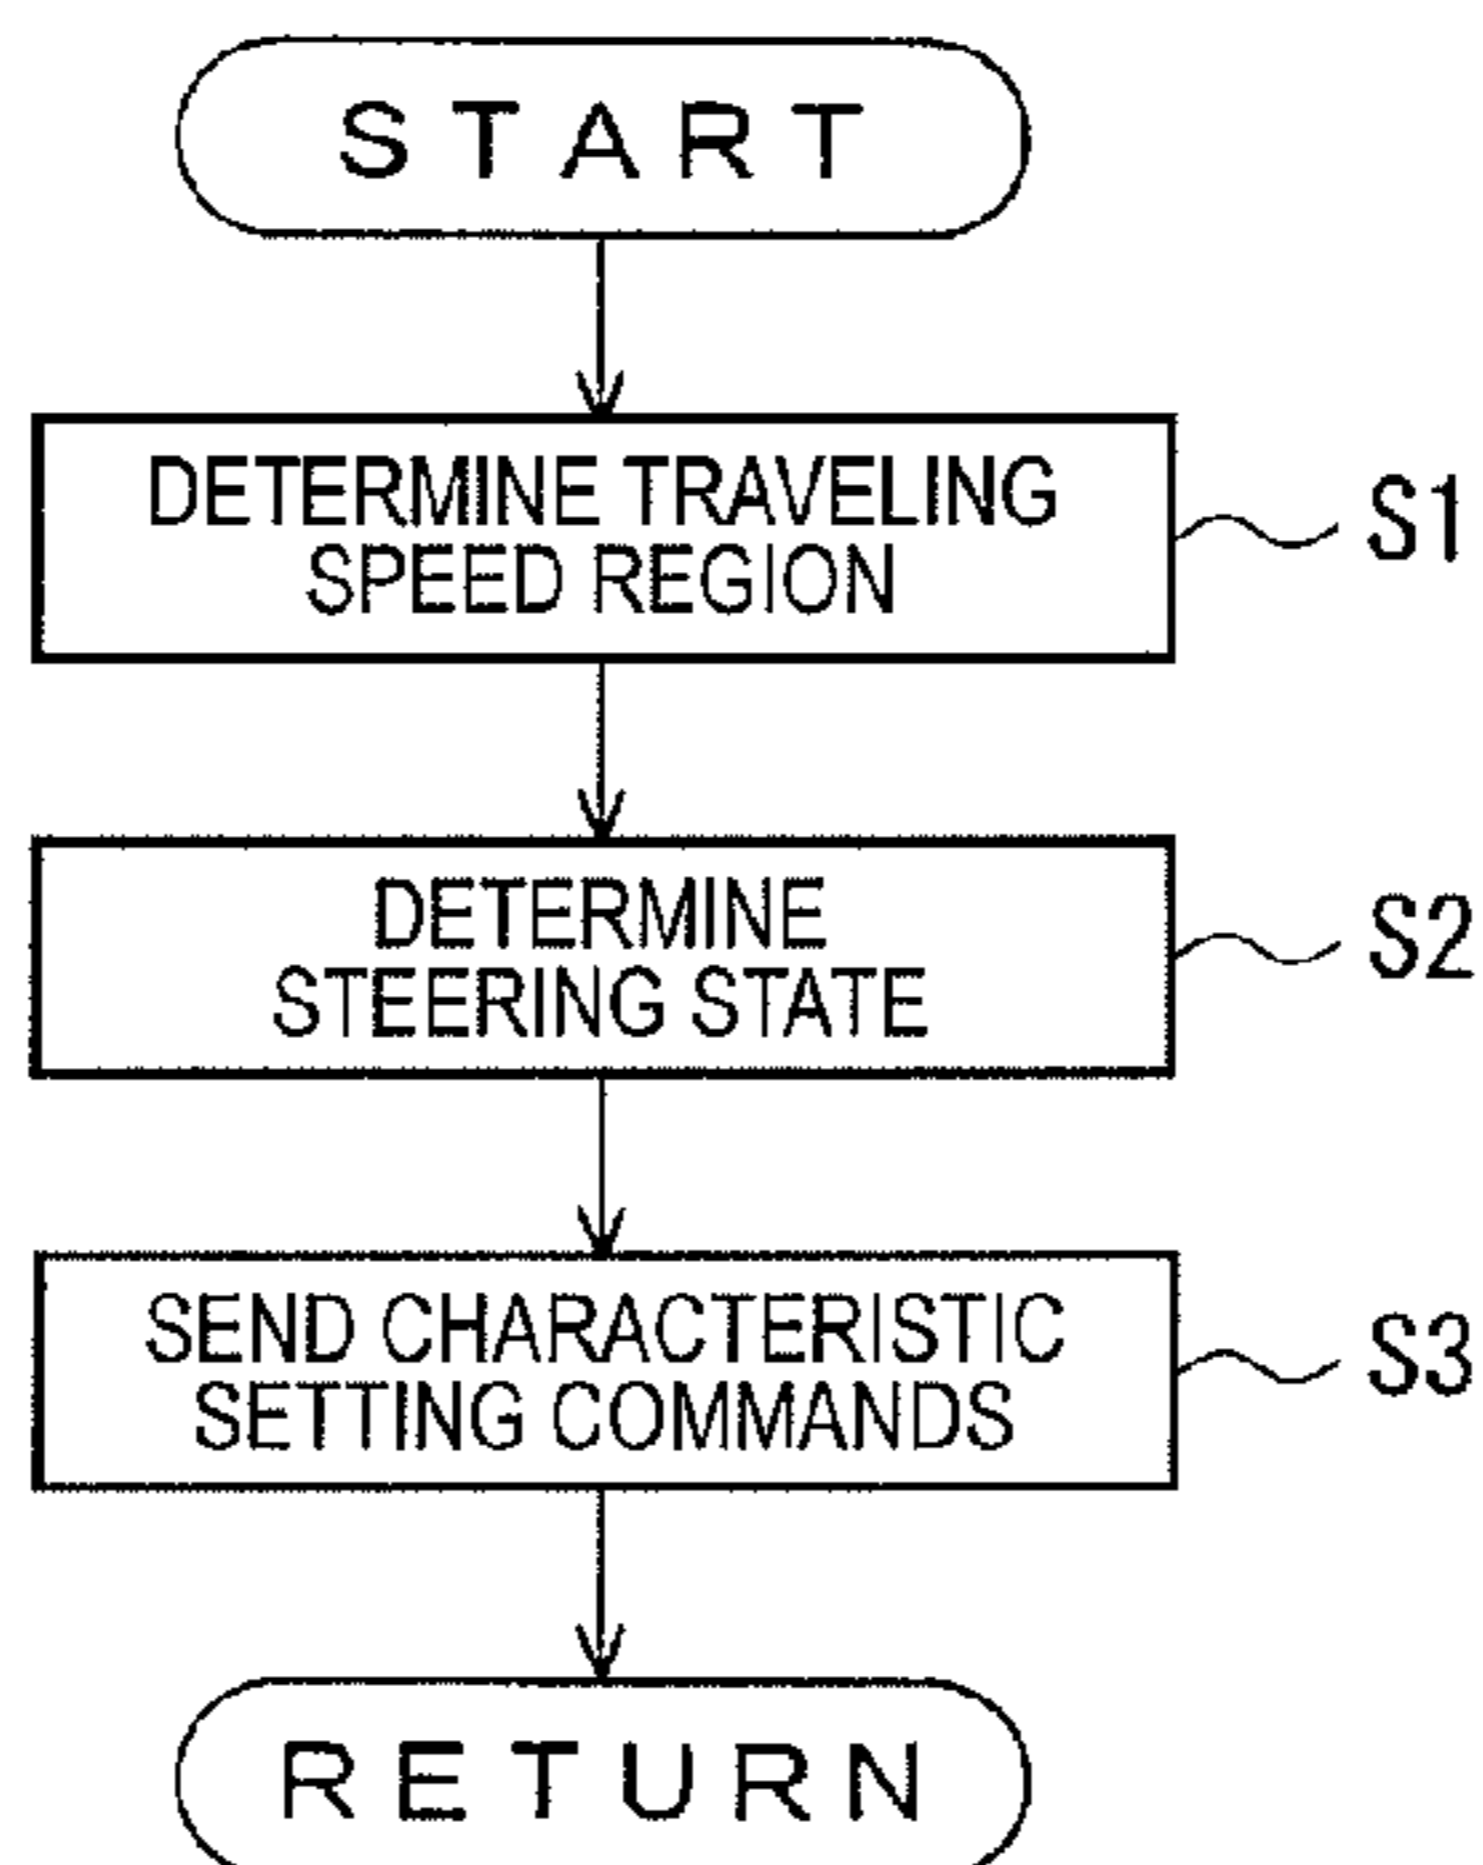 START
DETERMINE TRAVELING
SPEED REGION
S1
DETERMINE
STEERING STATE
S2
SEND CHARACTERISTIC
SETTING COMMANDS
S3
RETURN